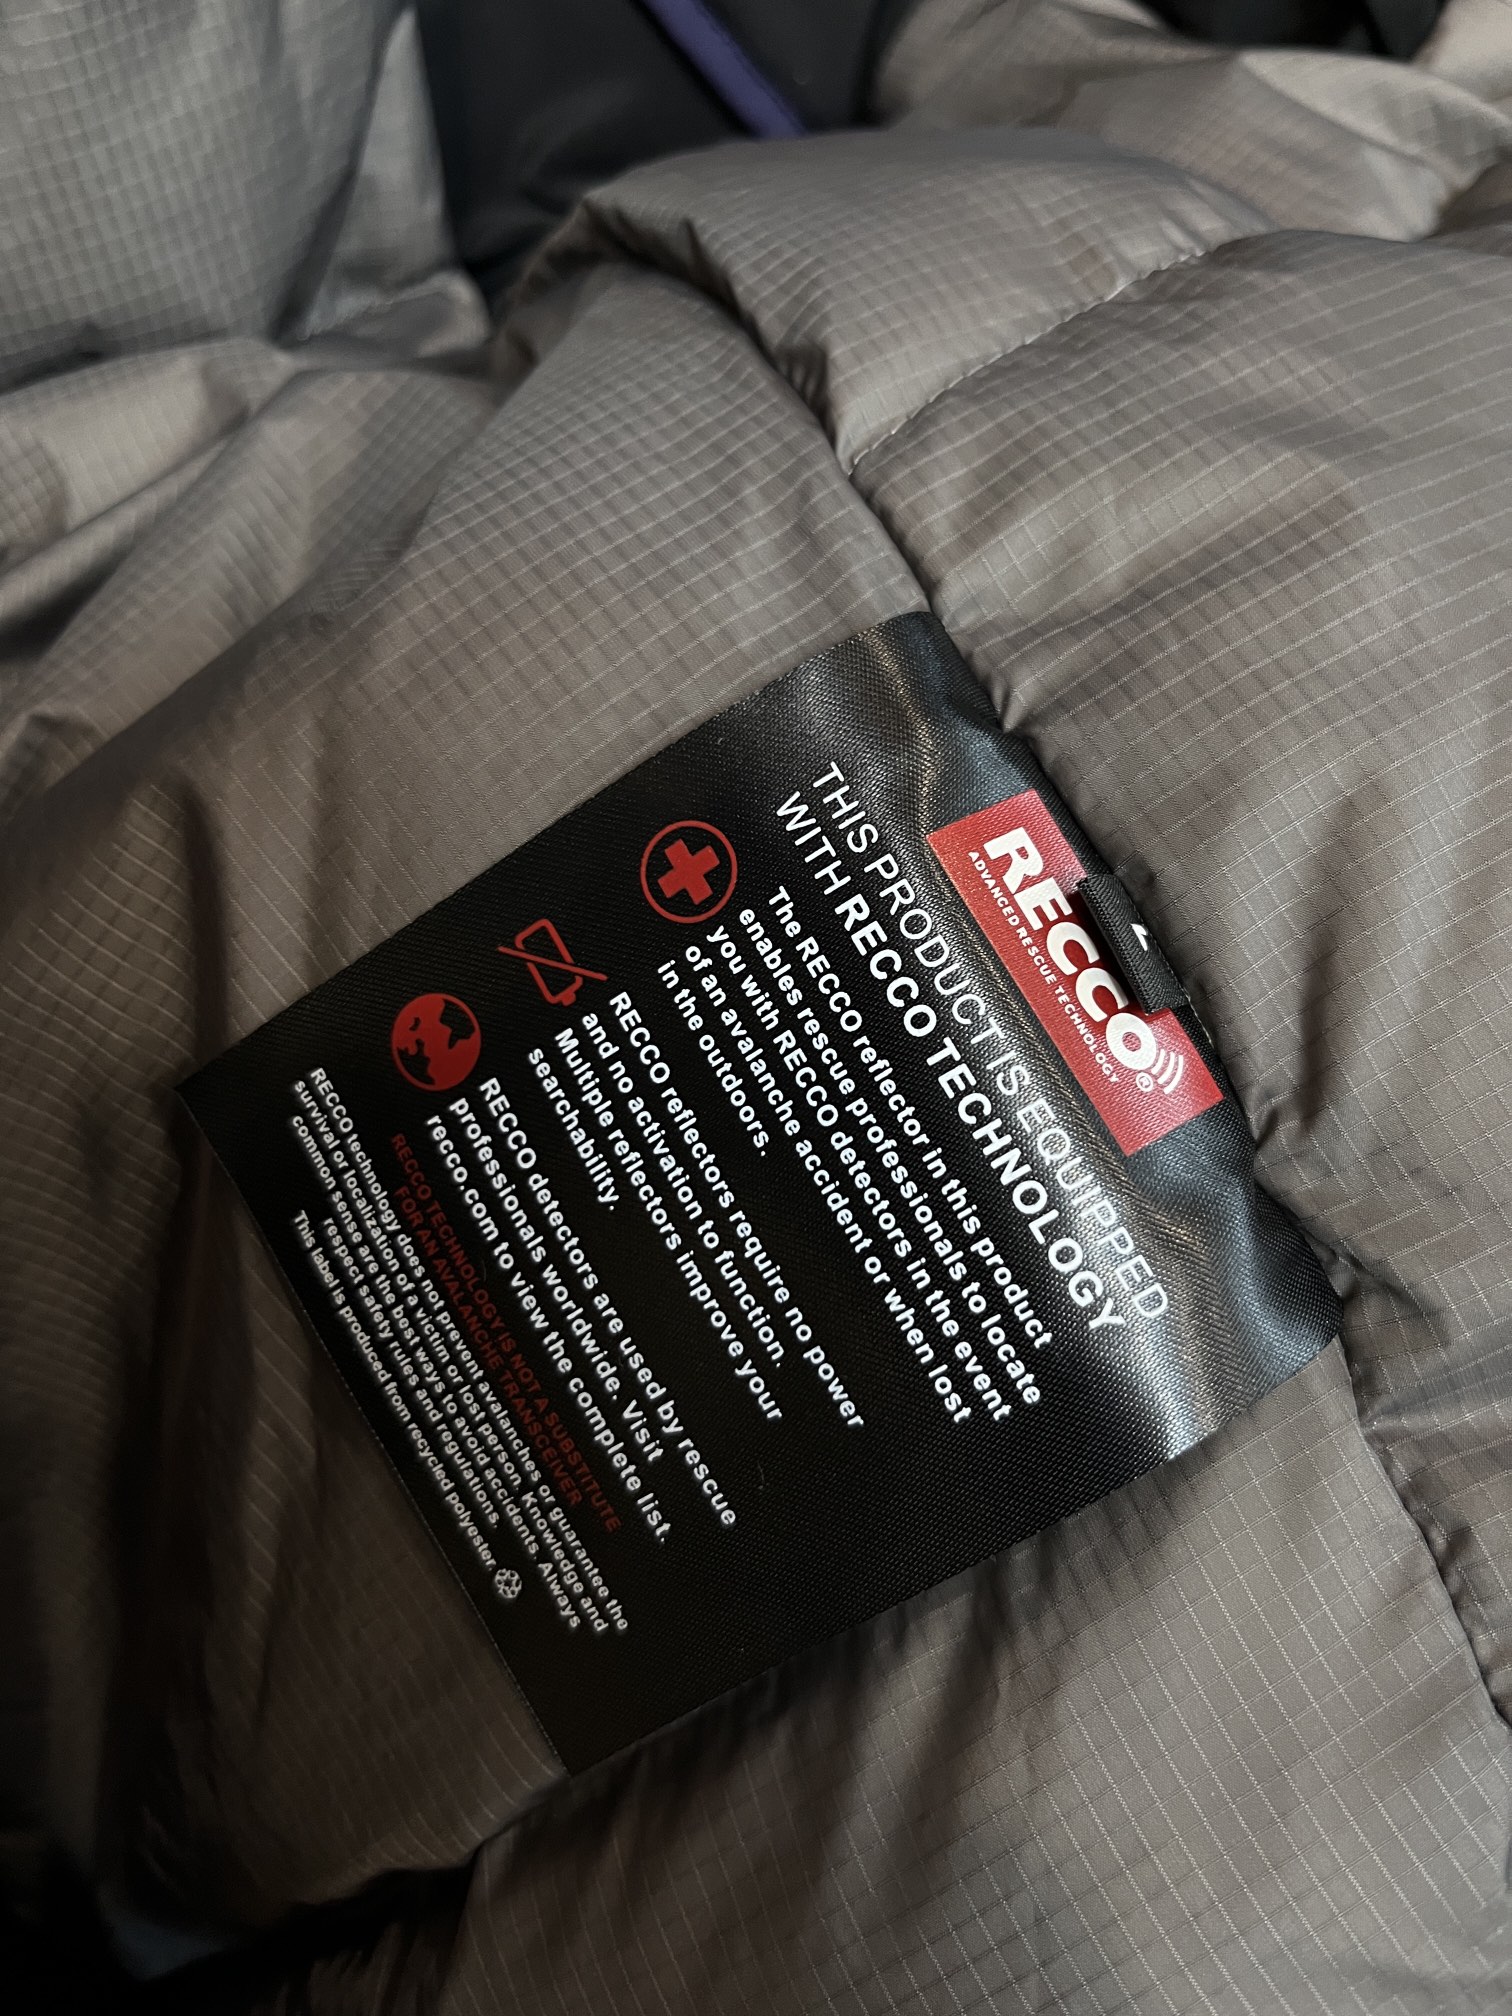 RECCO®
ADVANCED RESCUE TECHNOLOGY
THIS PRODUCT IS EQUIPPED
WITH RECCO TECHNOLOGY
The RECCO reflector in this product
enables rescue professionals to locate
you with RECCO detectors in the event
of an avalanche accident or when lost
in the outdoors.
RECCO reflectors require no power
and no activation to function.
Multiple reflectors improve your
searchability.
RECCO detectors are used by rescue
professionals worldwide. Visit
recco.com to view the complete list.
RECCO TECHNOLOGY IS NOT A SUBSTITUTE
FOR AN AVALANCHE TRANSCEIVER
RECCO technology does not prevent avalanches or guarantee the
survival or localization of a victim or lost person. Knowledge and
common sense are the best ways to avoid accidents. Always
respect safety rules and regulations.
This label is produced from recycled polyester.